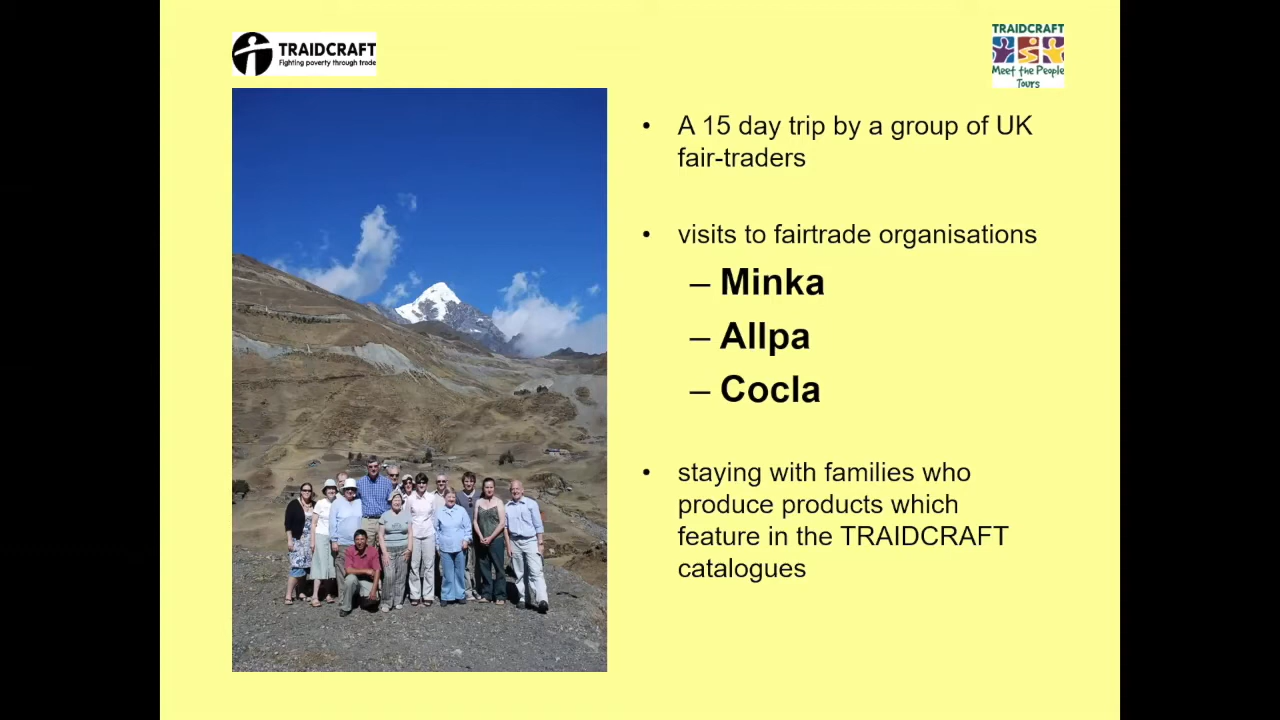 TRAIDCRAFT
Fighting poverty through trade
TRAIDCRAFT
Meet the People
Tours
• A 15 day trip by a group of UK
fair-traders
• visits to fairtrade organisations
– Minka
– Allpa
– Cocla
• staying with families who
produce products which
feature in the TRAIDCRAFT
catalogues